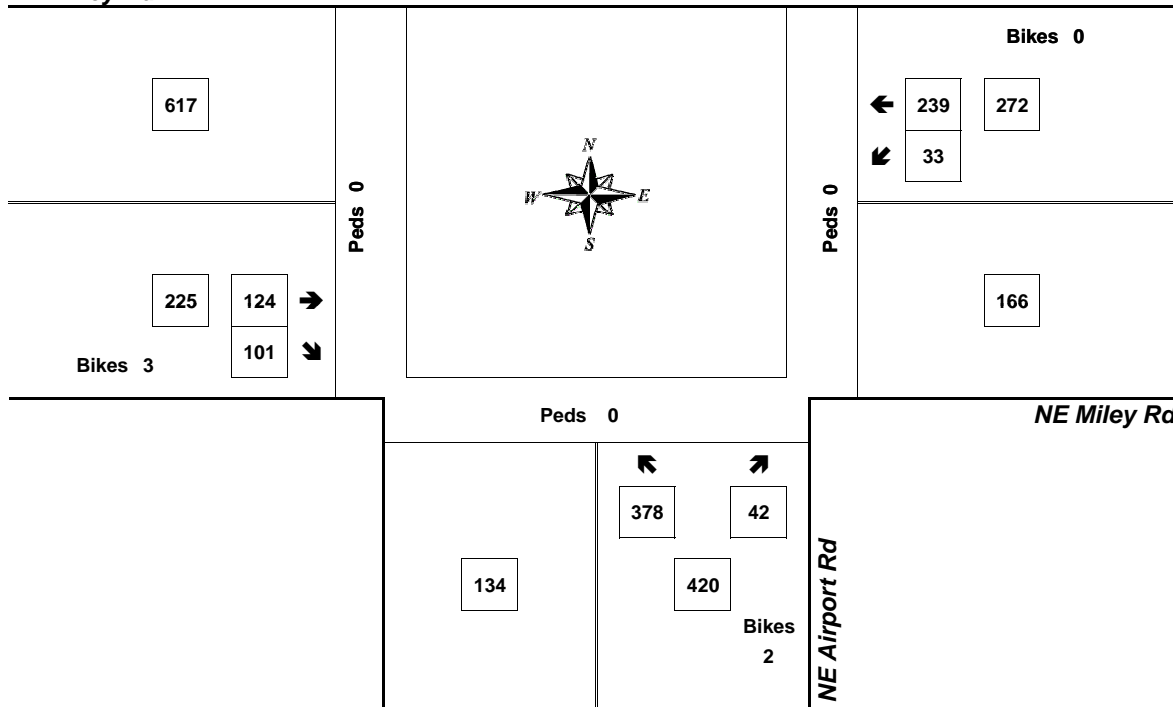 Bikes 0
617
239 272
33
N
W E
S
Peds 0
Peds 0
225 124
166
101
Bikes 3
Peds 0
NE Miley Rd
378 42
134
420
Bikes
2
NE Airport Rd